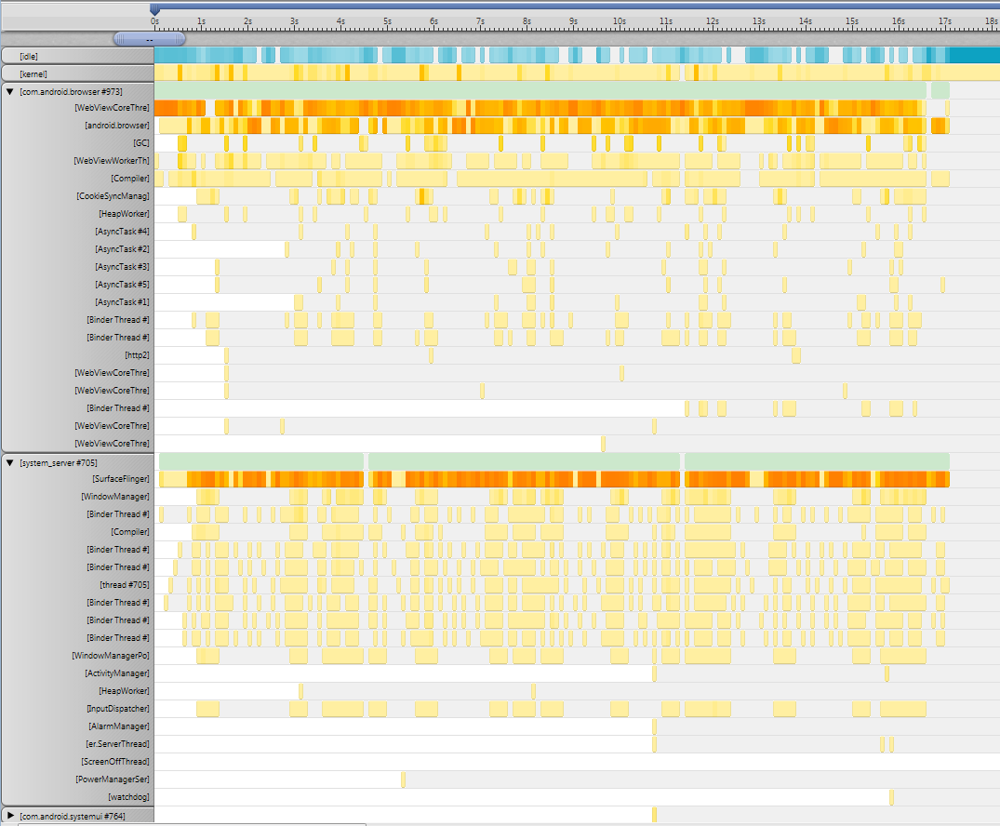 0s 1s 2s 3s 4s 5s 6s 7s 8s 9s 10s 11s 12s 13s 14s 15s 16s 17s 18s
--
[idle]
[kernel]
[com.android.browser #973]
[WebViewCoreThre]
[android.browser]
[GC]
[WebViewWorkerTh]
[Compiler]
[CookieSyncManag]
[HeapWorker]
[AsyncTask #4]
[AsyncTask #2]
[AsyncTask #3]
[AsyncTask #5]
[AsyncTask #1]
[Binder Thread #]
[Binder Thread #]
[http2]
[WebViewCoreThre]
[WebViewCoreThre]
[Binder Thread #]
[WebViewCoreThre]
[WebViewCoreThre]
[system_server #705]
[SurfaceFlinger]
[WindowManager]
[Binder Thread #]
[Compiler]
[Binder Thread #]
[Binder Thread #]
[thread #705]
[Binder Thread #]
[Binder Thread #]
[Binder Thread #]
[WindowManagerPo]
[ActivityManager]
[HeapWorker]
[InputDispatcher]
[AlarmManager]
[er.ServerThread]
[ScreenOffThread]
[PowerManagerSer]
[watchdog]
[com.android.systemui #764]